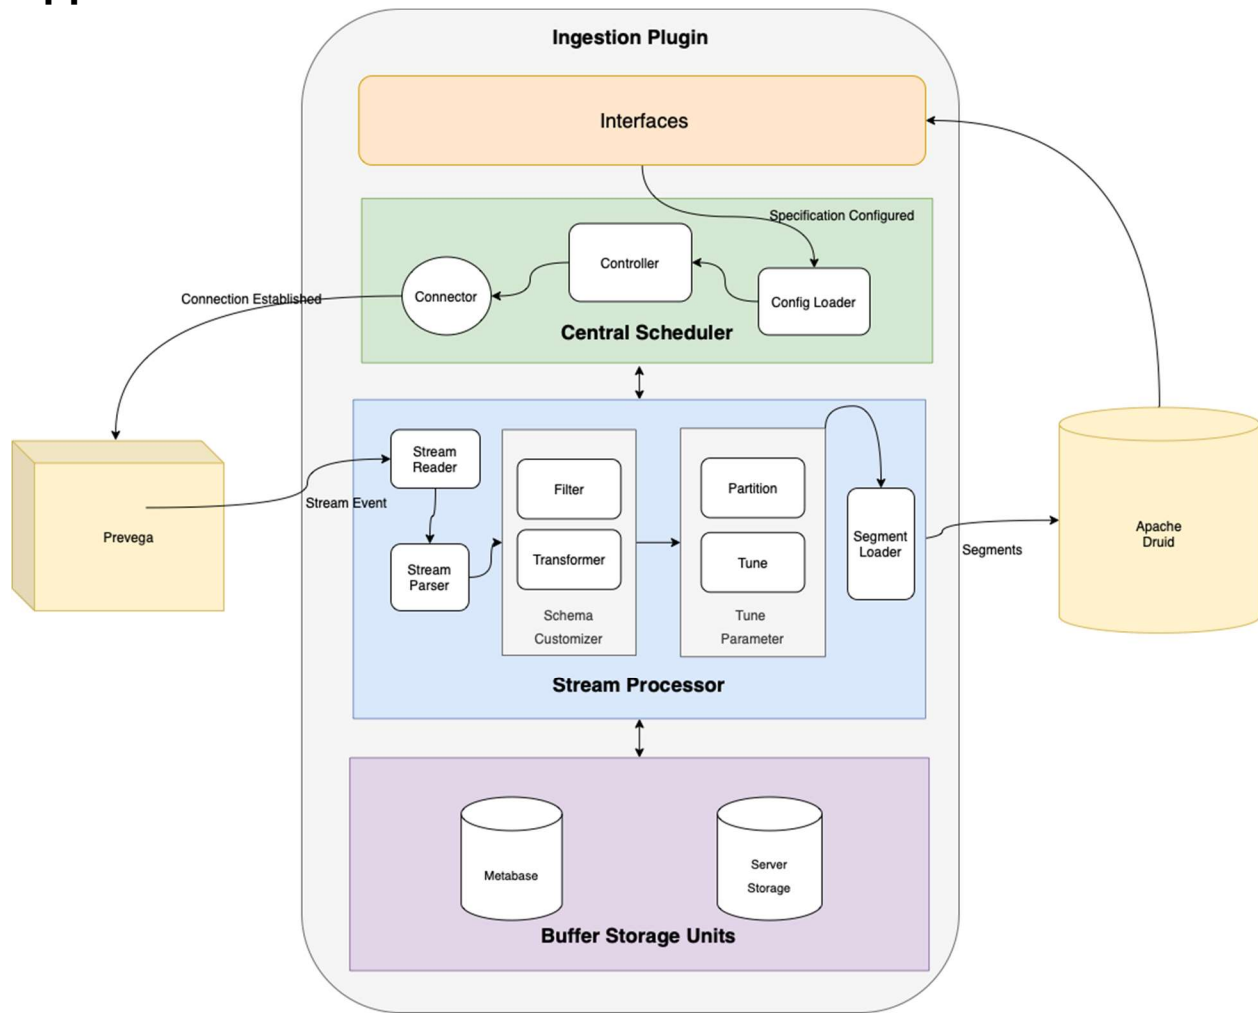 Ingestion Plugin
Interfaces
Specification Configured
Controller
Connector
Config Loader
Connection Established
Central Scheduler
Stream
Reader
Filter
Partition
Stream Event
Prevega
Stream
Parser
Transformer
Tune
Segment
Loader
Segments
Apache
Druid
Schema
Customizer
Tune
Parameter
Stream Processor
Metabase
Server
Storage
Buffer Storage Units